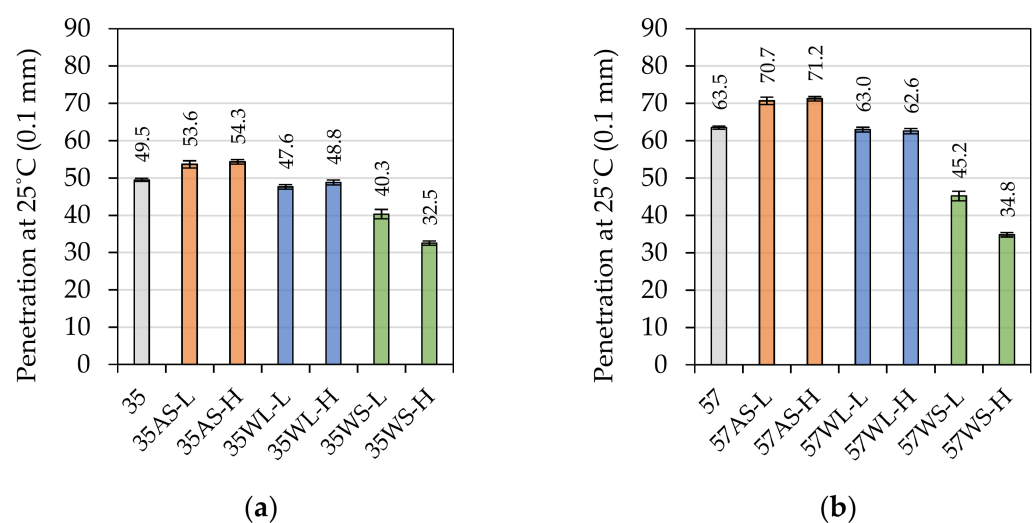 Penetration at 25˚C (0.1 mm)
90
80
70
60
50
40
30
20
10
0
49.5
53.6
54.3
47.6
48.8
40.3
32.5
35
35AS-L
35AS-H
35WL-L
35WL-H
35WS-L
35WS-H
(a)
Penetration at 25˚C (0.1 mm)
90
80
70
60
50
40
30
20
10
0
63.5
70.7
71.2
63.0
62.6
45.2
34.8
57
57AS-L
57AS-H
57WL-L
57WL-H
57WS-L
57WS-H
(b)